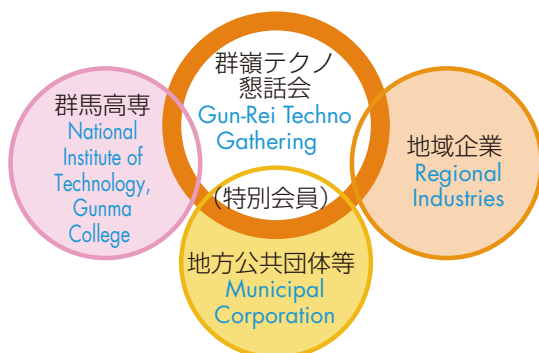 群嶺テクノ
懇話会
Gun-Rei Techno
Gathering
群馬高専
National
Institute of
Technology,
Gunma
College
地域企業
Regional
Industries
（特別会員）
地方公共団体等
Municipal
Corporation